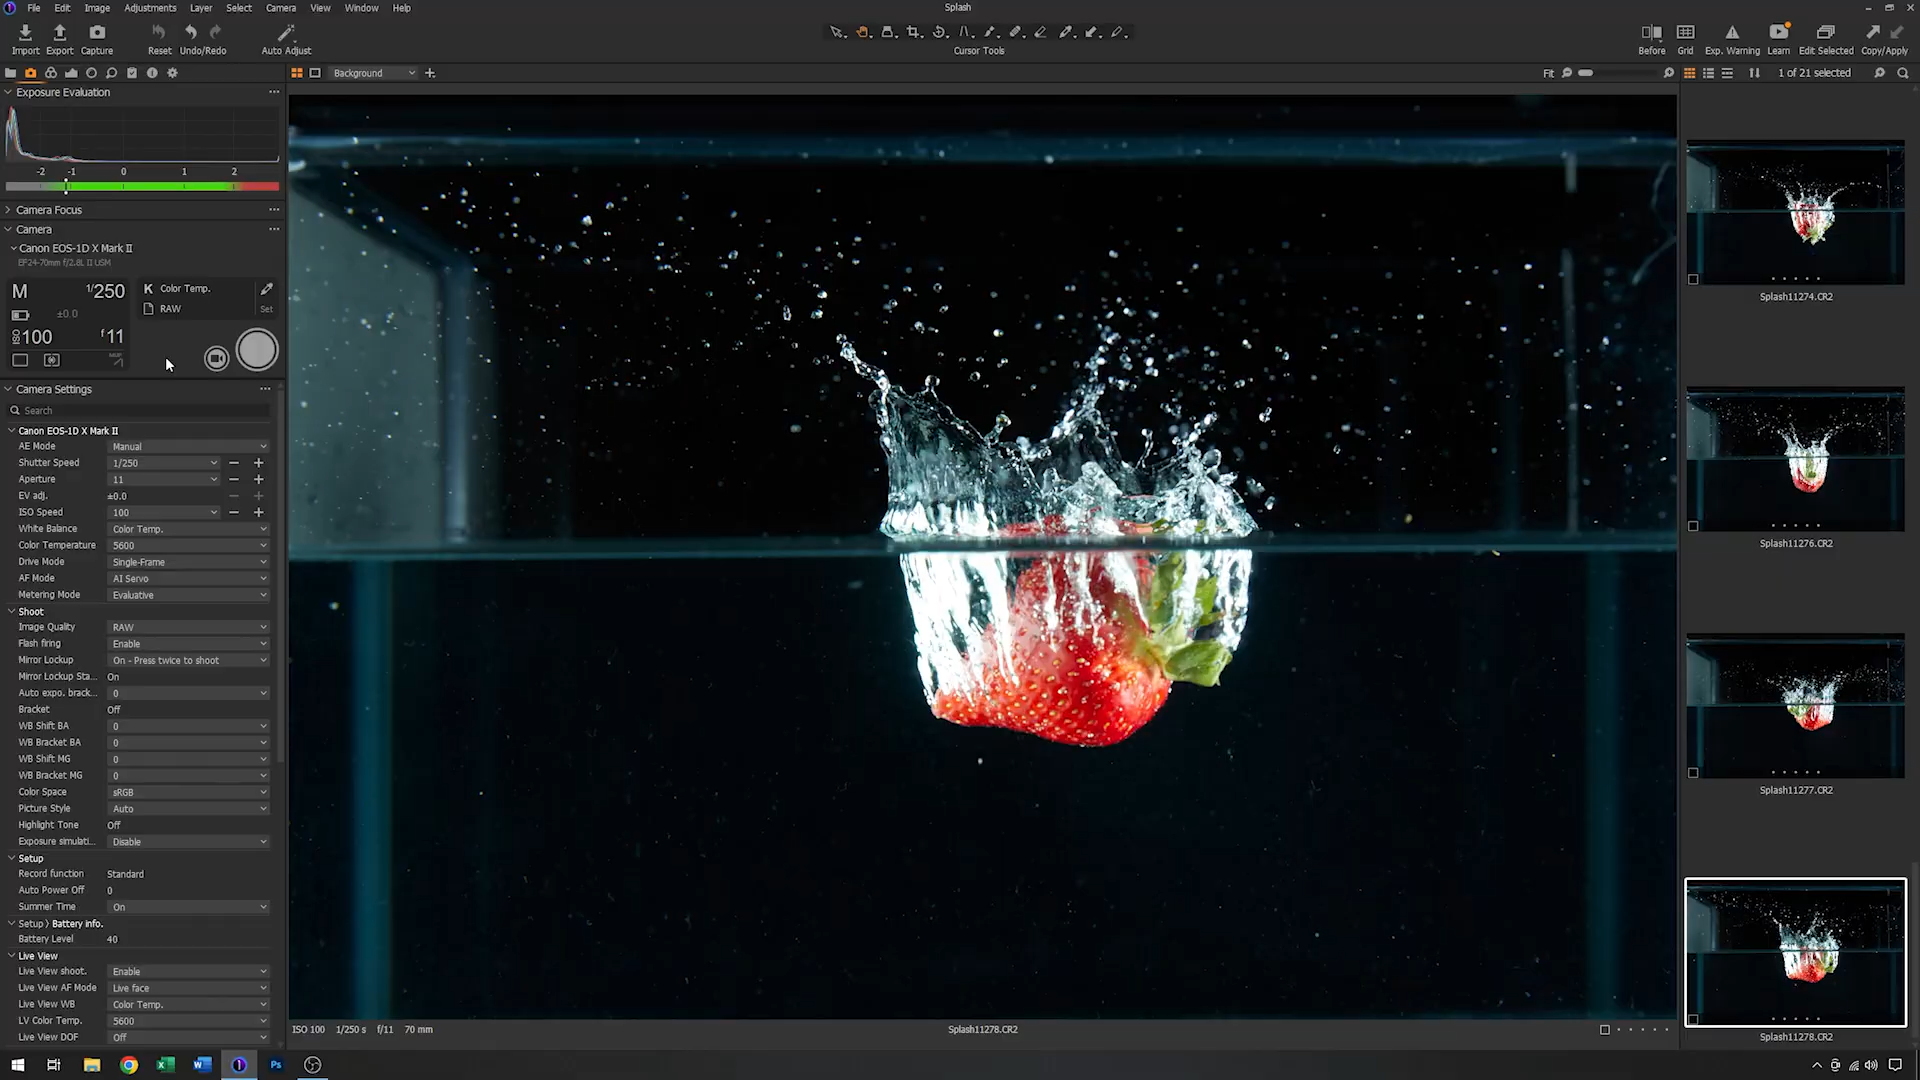 File Edit Image Adjustments Layer Select Camera View Window Help
Splash
Import Export Capture Reset Undo/Redo Auto Adjust
Cursor Tools
Before Grid Exp. Warning Learn Edit Selected Copy/Apply
Background
Fit
1 of 21 selected
Exposure Evaluation
-2 -1 0 1 2
Camera Focus
Camera
Canon EOS-1D X Mark II
EF24-70mm f/2.8L II USM
M 1/250
K Color Temp.
±0.0
RAW
Set
ISO 100 f 11
Camera Settings
Search
Canon EOS-1D X Mark II
AE Mode Manual
Shutter Speed 1/250
Aperture 11
EV adj. ±0.0
ISO Speed 100
White Balance Color Temp.
Color Temperature 5600
Drive Mode Single-Frame
AF Mode AI Servo
Metering Mode Evaluative
Shoot
Image Quality RAW
Flash firing Enable
Mirror Lockup On - Press twice to shoot
Mirror Lockup Sta... On
Auto expo. brack... 0
Bracket Off
WB Shift BA 0
WB Bracket BA 0
WB Shift MG 0
WB Bracket MG 0
Color Space sRGB
Picture Style Auto
Highlight Tone Off
Exposure simulati... Disable
Setup
Record function Standard
Auto Power Off 0
Summer Time On
Setup > Battery info.
Battery Level 40
Live View
Live View shoot. Enable
Live View AF Mode Live face
Live View WB Color Temp.
LV Color Temp. 5600
Live View DOF Off
ISO 100 1/250 s f/11 70 mm
Splash11278.CR2
Splash11274.CR2
Splash11276.CR2
Splash11277.CR2
Splash11278.CR2